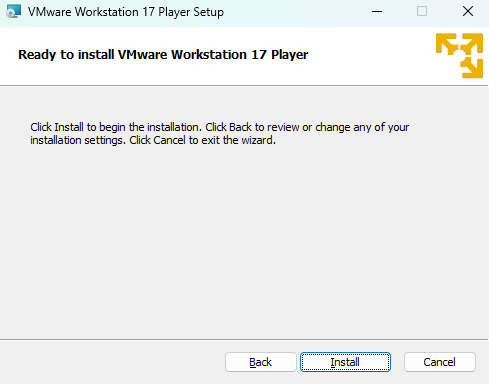 VMware Workstation 17 Player Setup
Ready to install VMware Workstation 17 Player
Click Install to begin the installation. Click Back to review or change any of your
installation settings. Click Cancel to exit the wizard.
Back
Install
Cancel